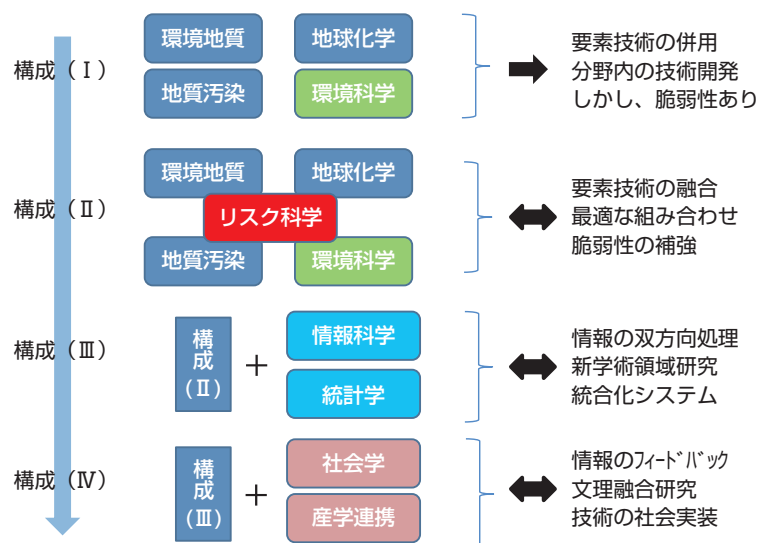 構成（Ⅰ）
環境地質
地球化学
地質汚染
環境科学
要素技術の併用
分野内の技術開発
しかし、脆弱性あり
構成（Ⅱ）
環境地質
地球化学
リスク科学
地質汚染
環境科学
要素技術の融合
最適な組み合わせ
脆弱性の補強
構成（Ⅲ）
構成(Ⅱ)
+
情報科学
統計学
情報の双方向処理
新学術領域研究
統合化システム
構成（Ⅳ）
構成(Ⅲ)
+
社会学
産学連携
情報のﾌｨｰﾄﾞﾊﾞｯｸ
文理融合研究
技術の社会実装